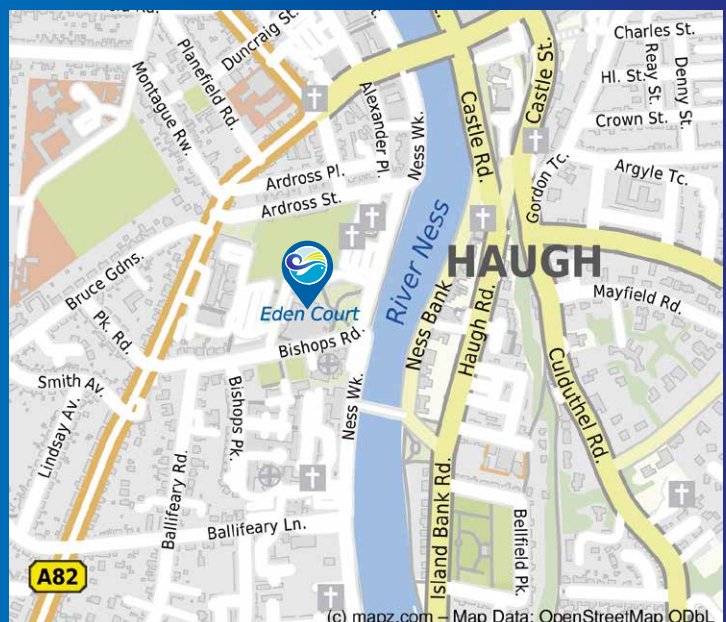 Duncraig St.
Charles St.
Planefield Rd.
Reay St.
Denny St.
Hl. St.
Montague Rw.
Alexander Pl.
Castle St.
Crown St.
Ness Wk.
Castle Rd.
Gordon Tc.
Argyle Tc.
Ardross Pl.
Ardross St.
River Ness
HAUGH
Bruce Gdns.
Eden Court
Ness Bank
Haugh Rd.
Mayfield Rd.
Pk. Rd.
Bishops Rd.
Smith Av.
Culduthel Rd.
Lindsay Av.
Bishops Pk.
Ness Wk.
Ballifeary Rd.
Island Bank Rd.
Ballifeary Ln.
Bellfield Pk.
A82
(c) mapz.com – Map Data: OpenStreetMap ODbL